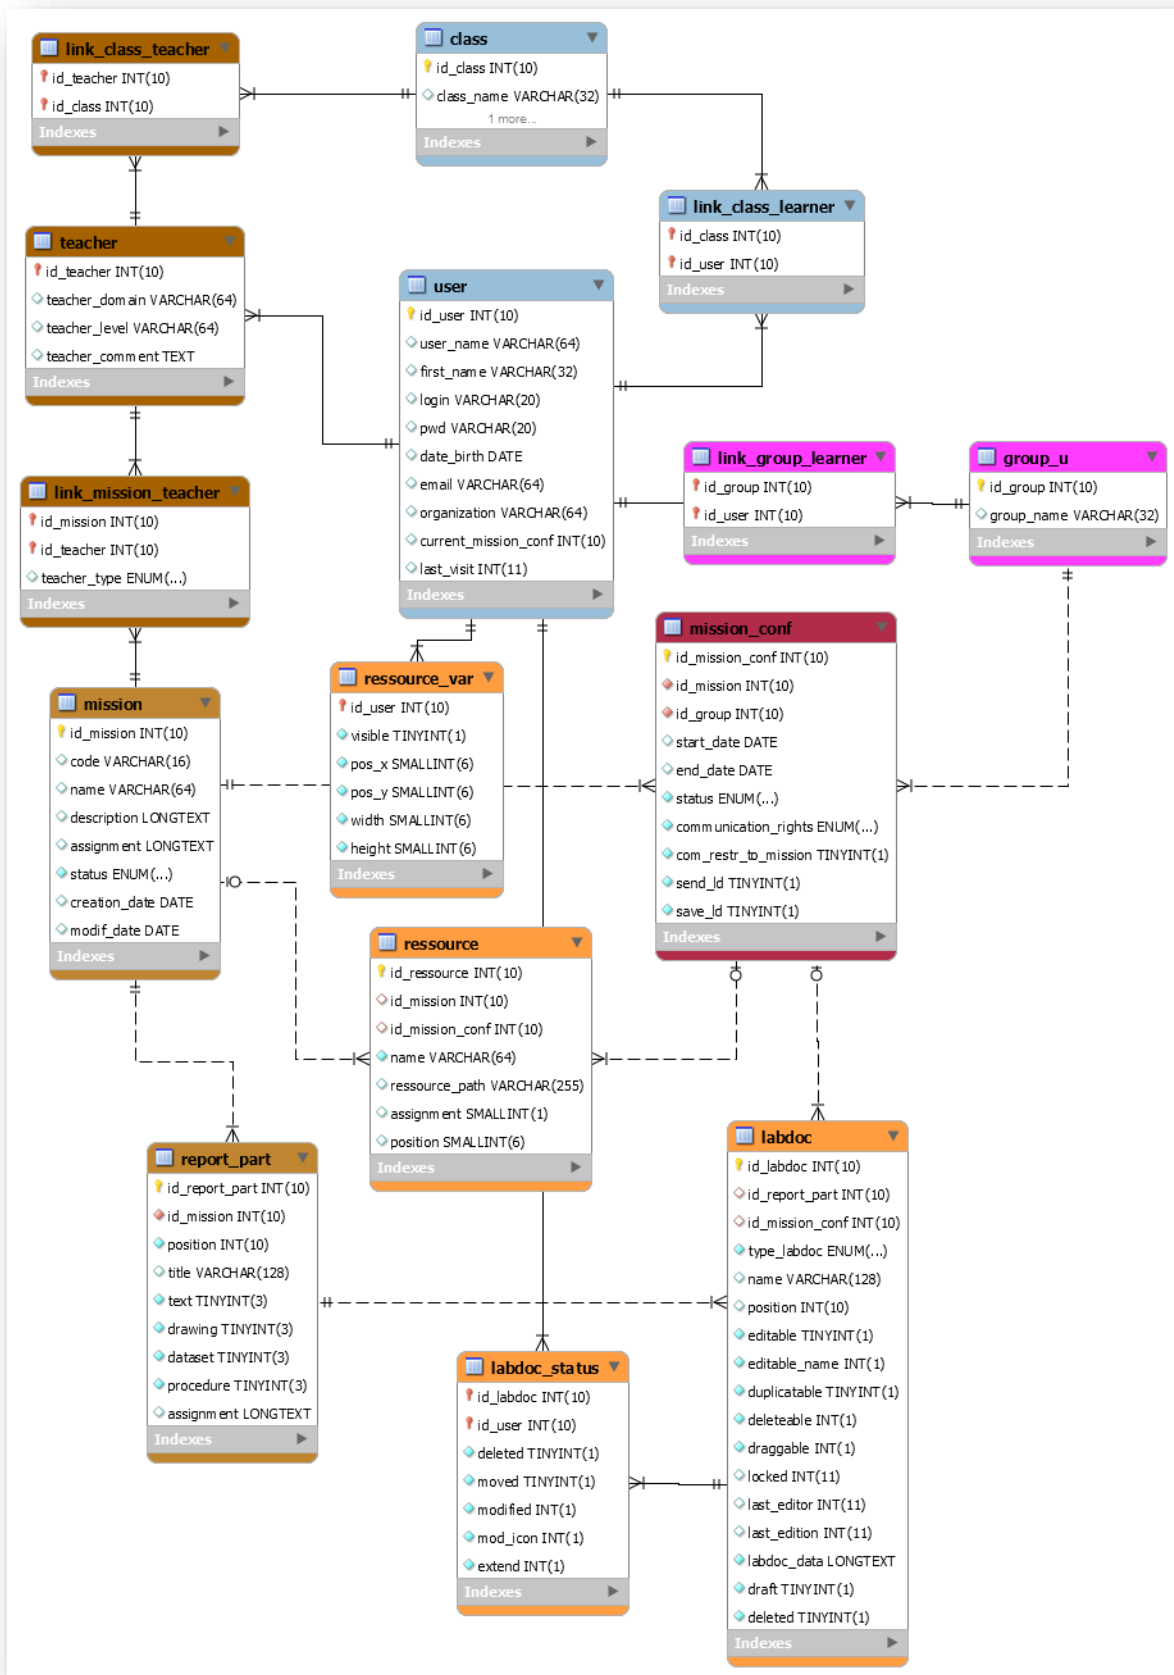 link_class_teacher
id_teacher INT(10)
id_class INT(10)
Indexes
class
id_class INT(10)
class_name VARCHAR(32)
1 more...
Indexes
link_class_learner
id_class INT(10)
id_user INT(10)
Indexes
teacher
id_teacher INT(10)
teacher_domain VARCHAR(64)
teacher_level VARCHAR(64)
teacher_comment TEXT
Indexes
user
id_user INT(10)
user_name VARCHAR(64)
first_name VARCHAR(32)
login VARCHAR(20)
pwd VARCHAR(20)
date_birth DATE
email VARCHAR(64)
organization VARCHAR(64)
current_mission_conf INT(10)
last_visit INT(11)
Indexes
link_group_learner
id_group INT(10)
id_user INT(10)
Indexes
group_u
id_group INT(10)
group_name VARCHAR(32)
Indexes
link_mission_teacher
id_mission INT(10)
id_teacher INT(10)
teacher_type ENUM(...)
Indexes
mission_conf
id_mission_conf INT(10)
id_mission INT(10)
id_group INT(10)
start_date DATE
end_date DATE
status ENUM(...)
communication_rights ENUM(...)
com_restr_to_mission TINYINT(1)
send_ld TINYINT(1)
save_ld TINYINT(1)
Indexes
ressource_var
id_user INT(10)
visible TINYINT(1)
pos_x SMALLINT(6)
pos_y SMALLINT(6)
width SMALLINT(6)
height SMALLINT(6)
Indexes
mission
id_mission INT(10)
code VARCHAR(16)
name VARCHAR(64)
description LONGTEXT
assignment LONGTEXT
status ENUM(...)
creation_date DATE
modif_date DATE
Indexes
ressource
id_ressource INT(10)
id_mission INT(10)
id_mission_conf INT(10)
name VARCHAR(64)
ressource_path VARCHAR(255)
assignment SMALLINT(1)
position SMALLINT(6)
Indexes
report_part
id_report_part INT(10)
id_mission INT(10)
position INT(10)
title VARCHAR(128)
text TINYINT(3)
drawing TINYINT(3)
dataset TINYINT(3)
procedure TINYINT(3)
assignment LONGTEXT
Indexes
labdoc
id_labdoc INT(10)
id_report_part INT(10)
id_mission_conf INT(10)
type_labdoc ENUM(...)
name VARCHAR(128)
position INT(10)
editable TINYINT(1)
editable_name INT(1)
duplicatable TINYINT(1)
deleteable INT(1)
draggable INT(1)
locked INT(11)
last_editor INT(11)
last_edition INT(11)
labdoc_data LONGTEXT
draft TINYINT(1)
deleted TINYINT(1)
Indexes
labdoc_status
id_labdoc INT(10)
id_user INT(10)
deleted TINYINT(1)
moved TINYINT(1)
modified INT(1)
mod_icon INT(1)
extend INT(1)
Indexes